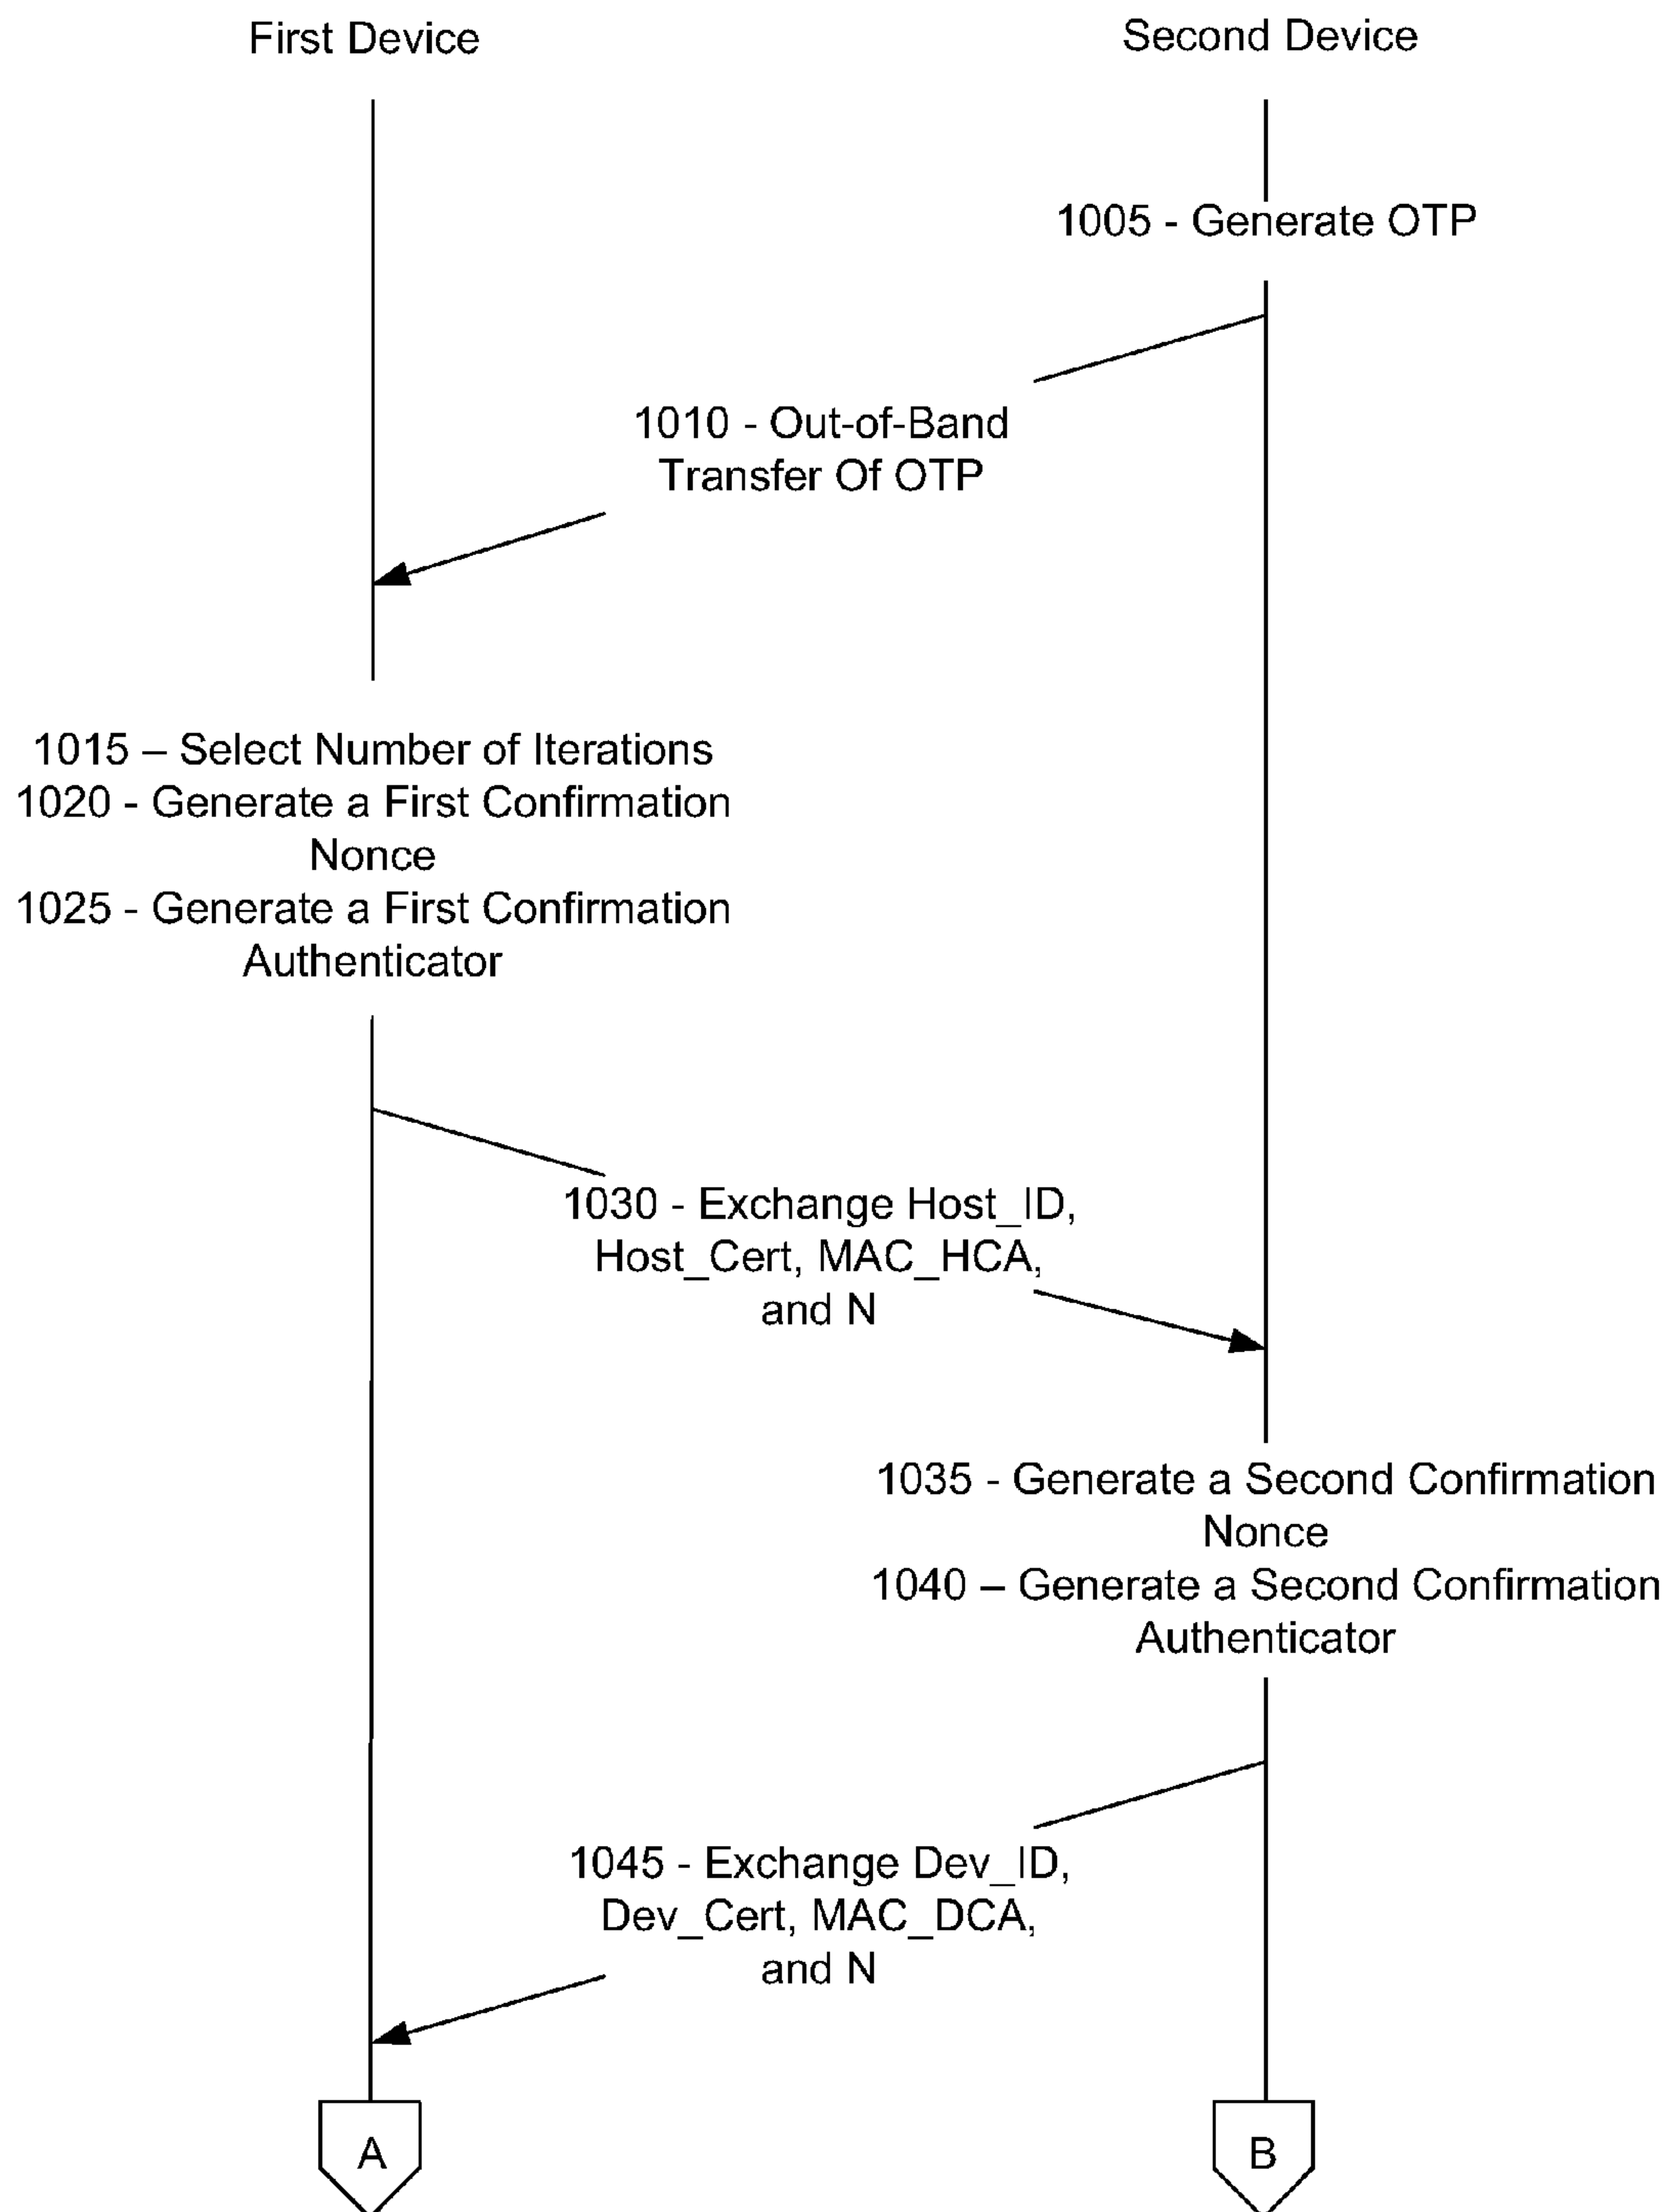 First Device
Second Device
1005 - Generate OTP
1010 - Out-of-Band
Transfer Of OTP
1015 – Select Number of Iterations
1020 - Generate a First Confirmation
Nonce
1025 - Generate a First Confirmation
Authenticator
1030 - Exchange Host_ID,
Host_Cert, MAC_HCA,
and N
1035 - Generate a Second Confirmation
Nonce
1040 – Generate a Second Confirmation
Authenticator
1045 - Exchange Dev_ID,
Dev_Cert, MAC_DCA,
and N
A
B